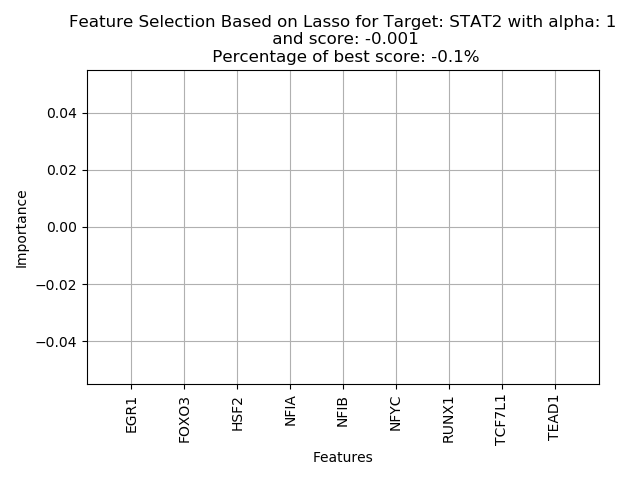 Feature Selection Based on Lasso for Target: STAT2 with alpha: 1
and score: -0.001
Percentage of best score: -0.1%
0.04
0.02
0.00
−0.02
−0.04
Importance
EGR1
FOXO3
HSF2
NFIA
NFIB
NFYC
RUNX1
TCF7L1
TEAD1
Features